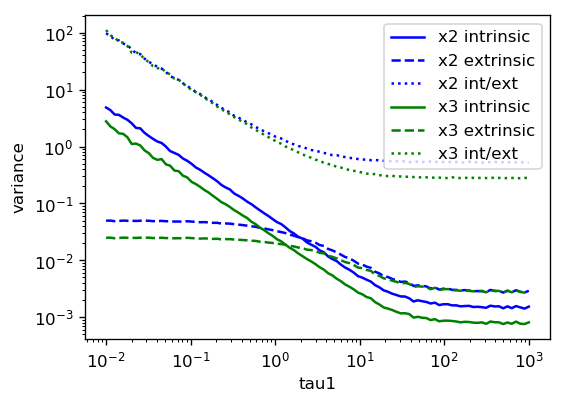 10²
10¹
10⁰
10⁻¹
10⁻²
10⁻³
variance
x2 intrinsic
x2 extrinsic
x2 int/ext
x3 intrinsic
x3 extrinsic
x3 int/ext
10⁻² 10⁻¹ 10⁰ 10¹ 10² 10³
tau1